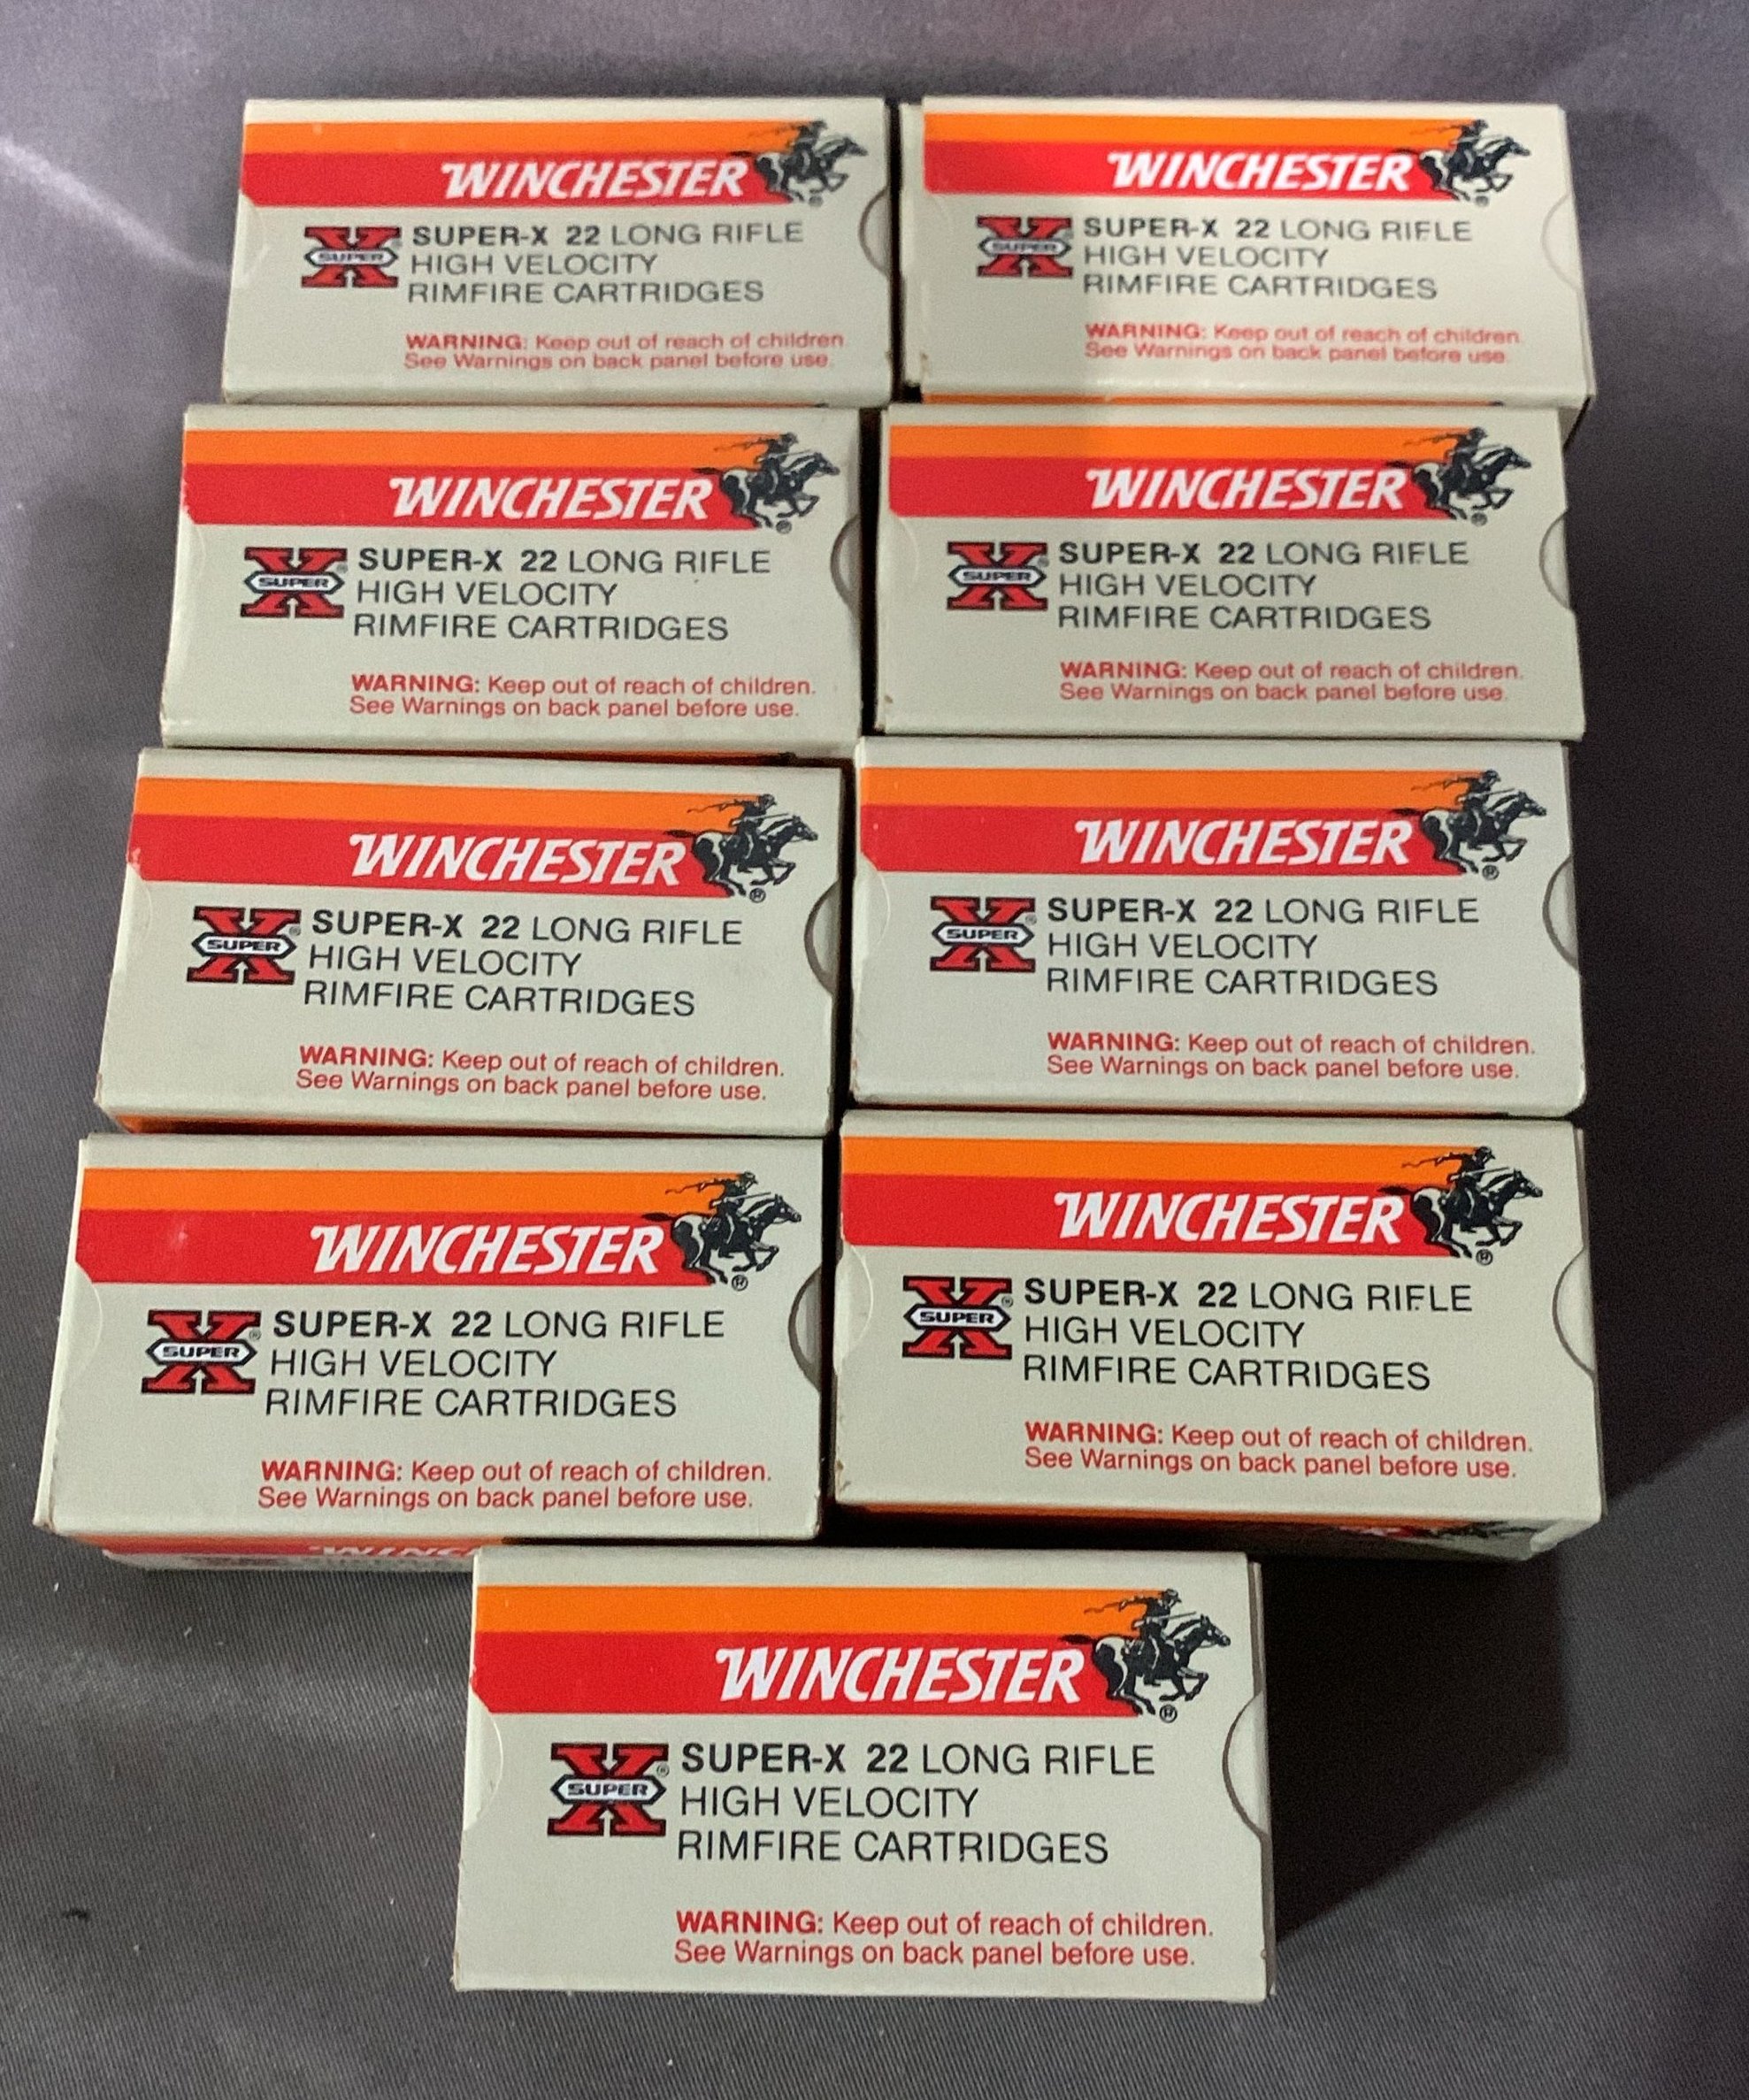 WINCHESTER
X SUPER ® SUPER-X 22 LONG RIFLE
HIGH VELOCITY
RIMFIRE CARTRIDGES
WARNING: Keep out of reach of children
See Warnings on back panel before use.
WINCHESTER
X SUPER ® SUPER-X 22 LONG RIFLE
HIGH VELOCITY
RIMFIRE CARTRIDGES
WARNING: Keep out of reach of children.
See Warnings on back panel before use.
WINCHESTER ®
X SUPER ® SUPER-X 22 LONG RIFLE
HIGH VELOCITY
RIMFIRE CARTRIDGES
WARNING: Keep out of reach of children.
See Warnings on back panel before use.
WINCHESTER ®
X SUPER ® SUPER-X 22 LONG RIFLE
HIGH VELOCITY
RIMFIRE CARTRIDGES
WARNING: Keep out of reach of children.
See Warnings on back panel before use.
WINCHESTER ®
X SUPER ® SUPER-X 22 LONG RIFLE
HIGH VELOCITY
RIMFIRE CARTRIDGES
WARNING: Keep out of reach of children.
See Warnings on back panel before use.
WINCHESTER ®
X SUPER ® SUPER-X 22 LONG RIFLE
HIGH VELOCITY
RIMFIRE CARTRIDGES
WARNING: Keep out of reach of children.
See Warnings on back panel before use.
WINCHESTER ®
X SUPER ® SUPER-X 22 LONG RIFLE
HIGH VELOCITY
RIMFIRE CARTRIDGES
WARNING: Keep out of reach of children.
See Warnings on back panel before use.
WINCHESTER ®
X SUPER ® SUPER-X 22 LONG RIFLE
HIGH VELOCITY
RIMFIRE CARTRIDGES
WARNING: Keep out of reach of children.
See Warnings on back panel before use.
WINCHESTER ®
X SUPER ® SUPER-X 22 LONG RIFLE
HIGH VELOCITY
RIMFIRE CARTRIDGES
WARNING: Keep out of reach of children.
See Warnings on back panel before use.